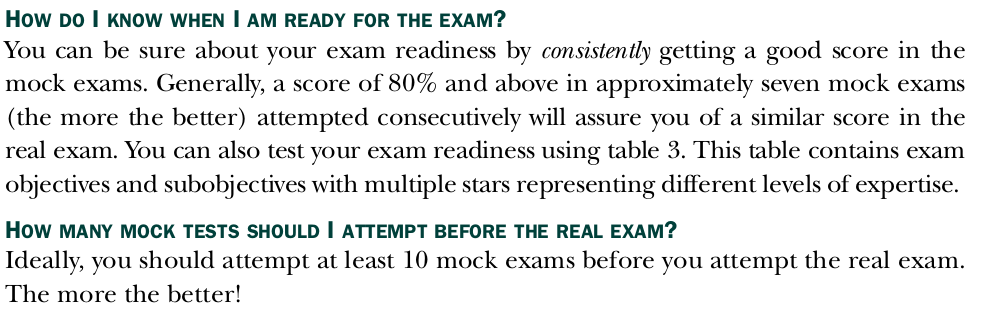 HOW DO I KNOW WHEN I AM READY FOR THE EXAM?
You can be sure about your exam readiness by consistently getting a good score in the
mock exams. Generally, a score of 80% and above in approximately seven mock exams
(the more the better) attempted consecutively will assure you of a similar score in the
real exam. You can also test your exam readiness using table 3. This table contains exam
objectives and subobjectives with multiple stars representing different levels of expertise.
HOW MANY MOCK TESTS SHOULD I ATTEMPT BEFORE THE REAL EXAM?
Ideally, you should attempt at least 10 mock exams before you attempt the real exam.
The more the better!